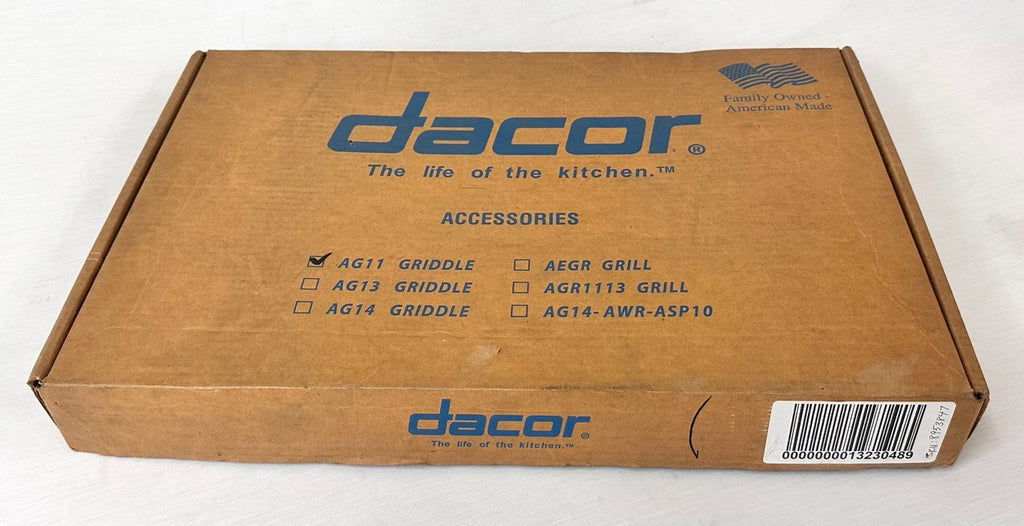 Family Owned -
American Made
dacor®
The life of the kitchen.™
ACCESSORIES
AG11 GRIDDLE
AG13 GRIDDLE
AG14 GRIDDLE
AEGR GRILL
AGR1113 GRILL
AG14-AWR-ASP10
dacor®
The life of the kitchen.™
0000000013230489